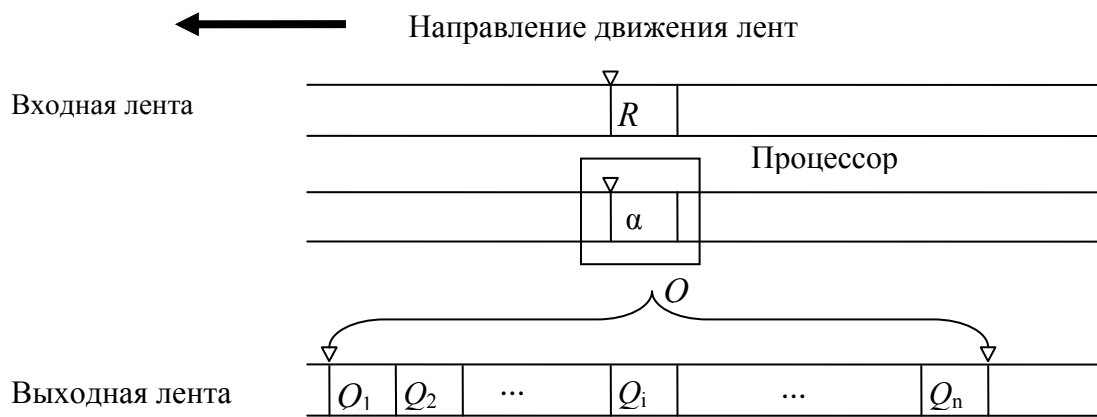 Направление движения лент
Входная лента
R
Процессор
α
O
Выходная лента Q1 Q2 ... Qi ... Qn